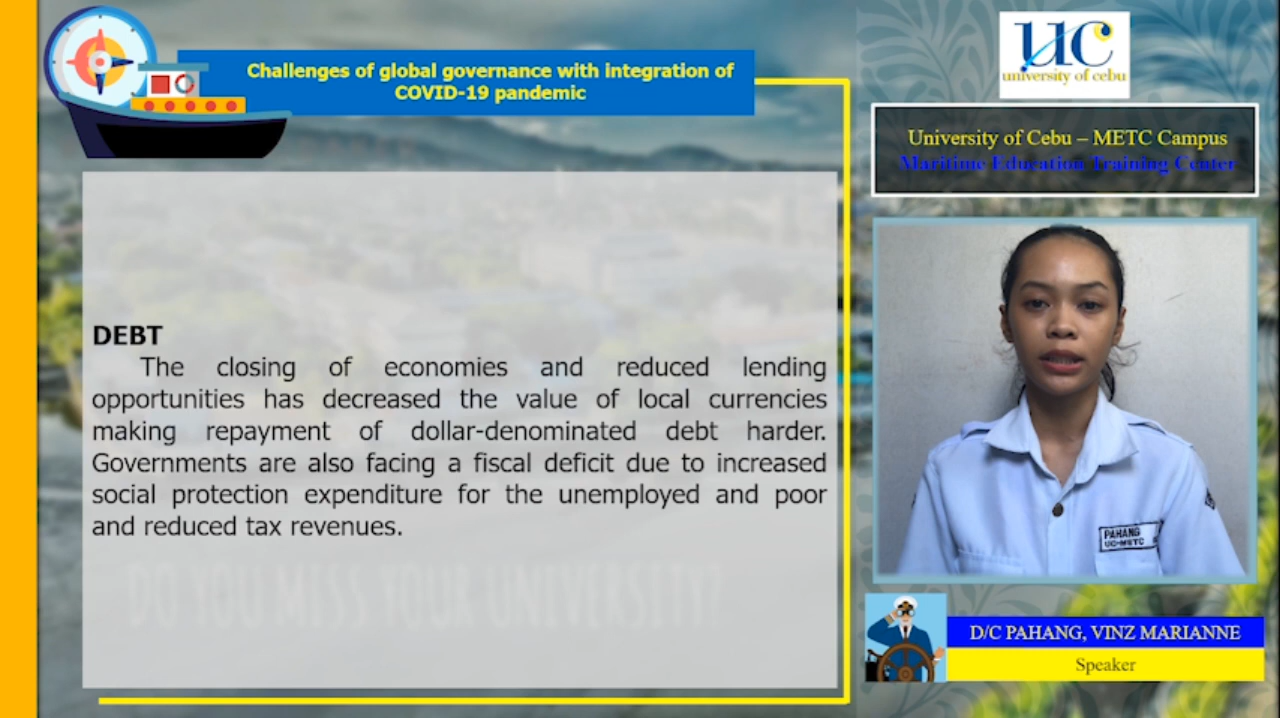 Challenges of global governance with integration of
COVID-19 pandemic
UC
university of cebu
University of Cebu – METC Campus
Maritime Education Training Center
DEBT
The closing of economies and reduced lending
opportunities has decreased the value of local currencies
making repayment of dollar-denominated debt harder.
Governments are also facing a fiscal deficit due to increased
social protection expenditure for the unemployed and poor
and reduced tax revenues.
DO YOU MISS YOUR UNIVERSITY?
PAHANG
UC-METC
D/C PAHANG, VINZ MARIANNE
Speaker